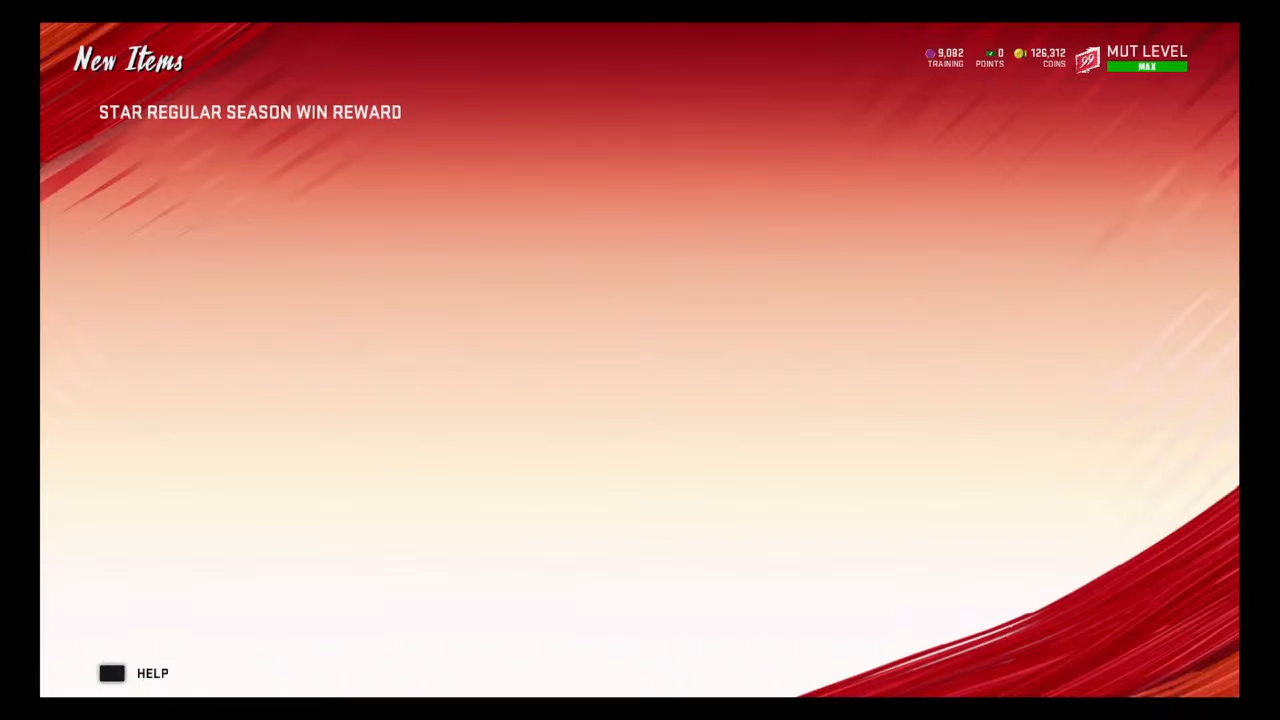 New Items
9,082
TRAINING
0
POINTS
126,312
COINS
99
MUT LEVEL
MAX
STAR REGULAR SEASON WIN REWARD
HELP